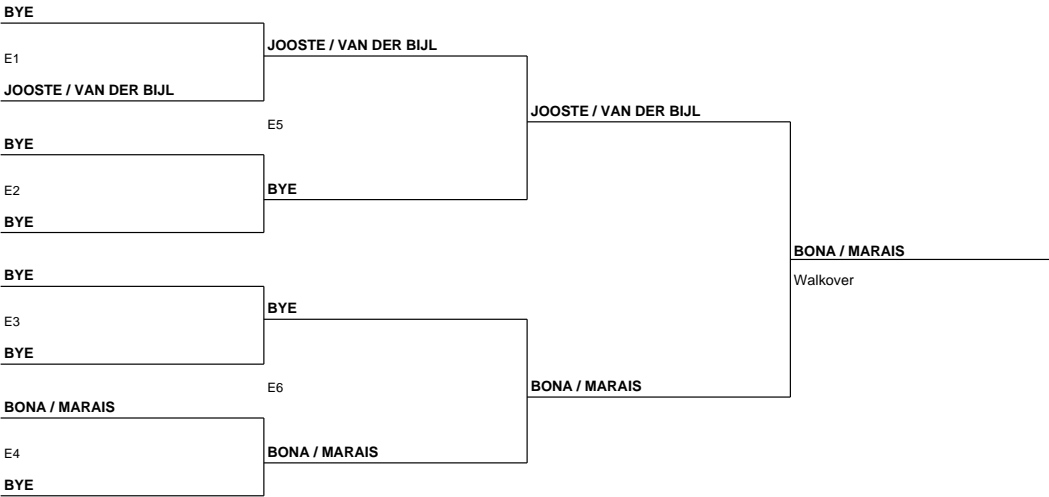 BYE
E1
JOOSTE / VAN DER BIJL
BYE
E2
BYE
BYE
E3
BYE
BONA / MARAIS
E4
BYE
JOOSTE / VAN DER BIJL
E5
BYE
BYE
E6
BONA / MARAIS
JOOSTE / VAN DER BIJL
BONA / MARAIS
BONA / MARAIS
Walkover